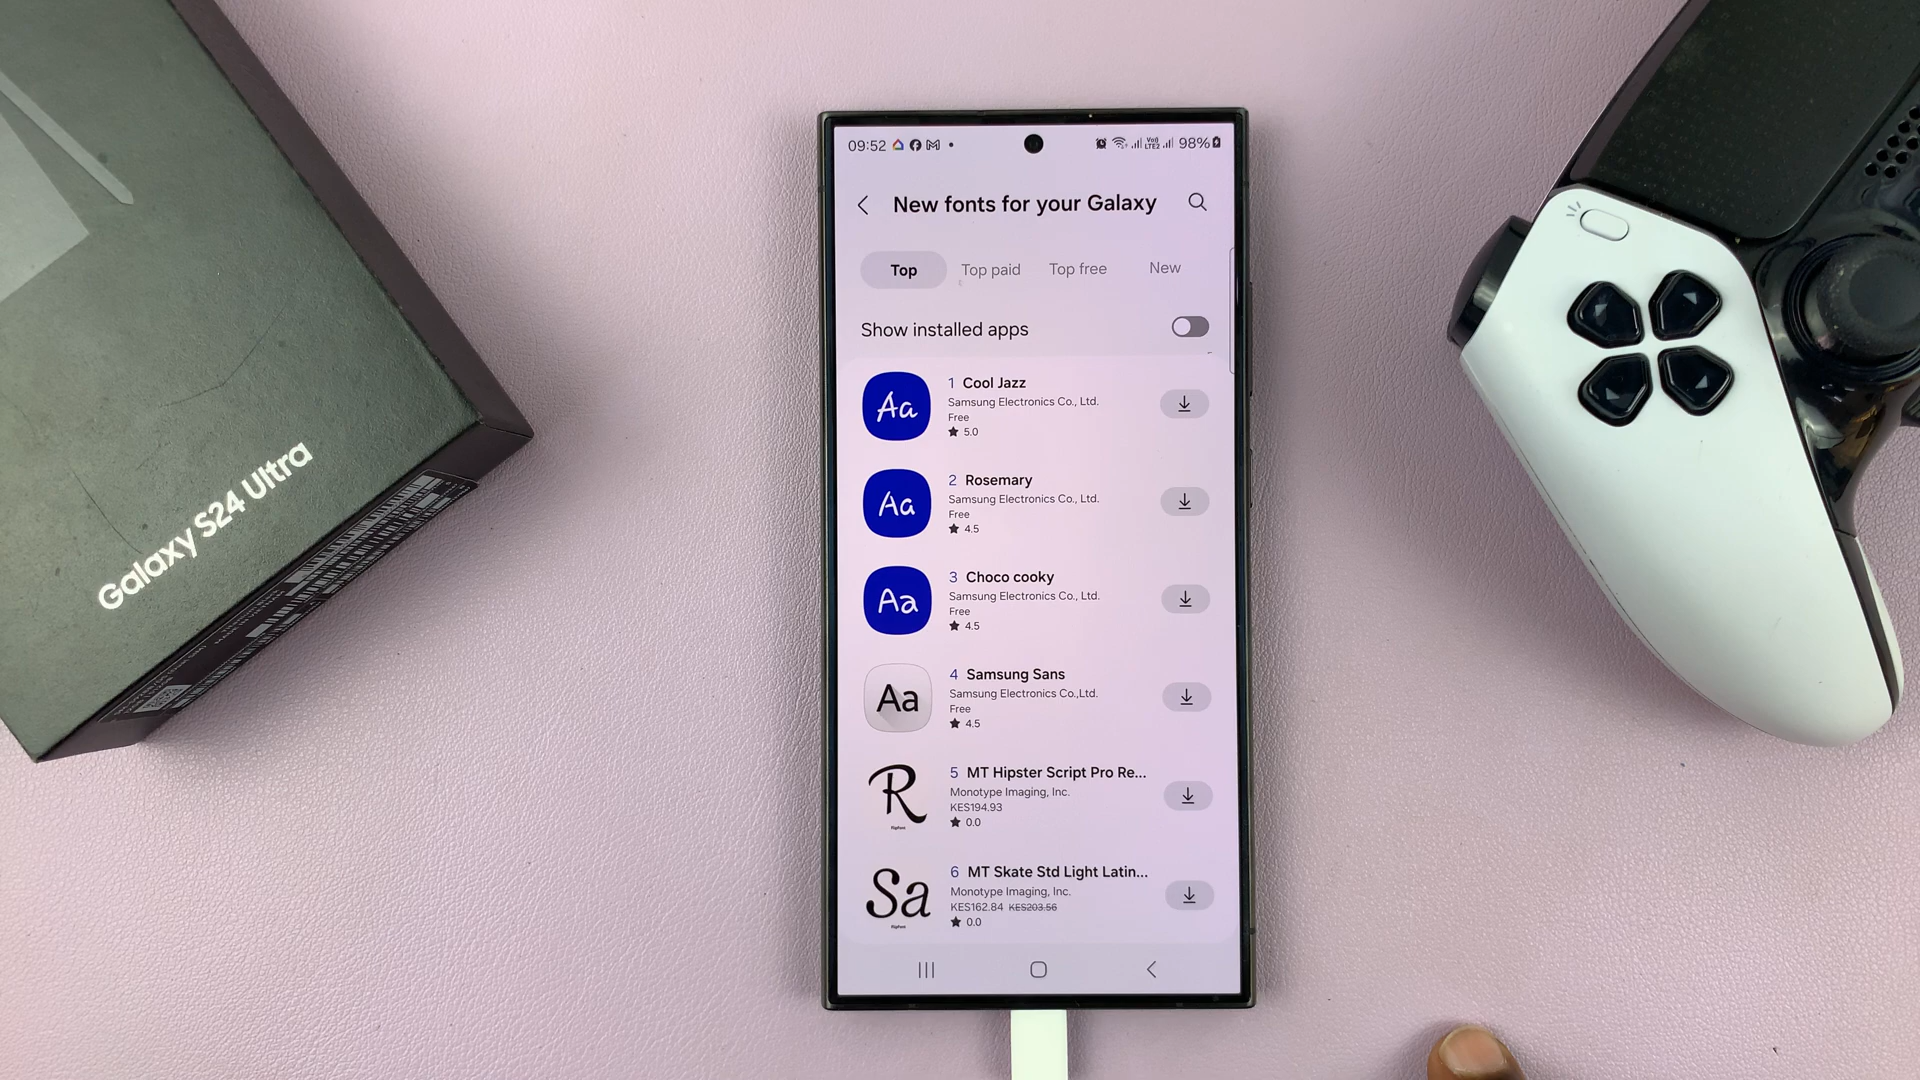 Galaxy S24 Ultra
09:52
98%
New fonts for your Galaxy
Top
Top paid
Top free
New
Show installed apps
Aa
1 Cool Jazz
Samsung Electronics Co., Ltd.
Free
★ 5.0
Aa
2 Rosemary
Samsung Electronics Co., Ltd.
Free
★ 4.5
Aa
3 Choco cooky
Samsung Electronics Co., Ltd.
Free
★ 4.5
Aa
4 Samsung Sans
Samsung Electronics Co.,Ltd.
Free
★ 4.5
R
5 MT Hipster Script Pro Re...
Monotype Imaging, Inc.
KES194.93
★ 0.0
Sa
6 MT Skate Std Light Latin...
Monotype Imaging, Inc.
KES162.84 KES203.56
★ 0.0